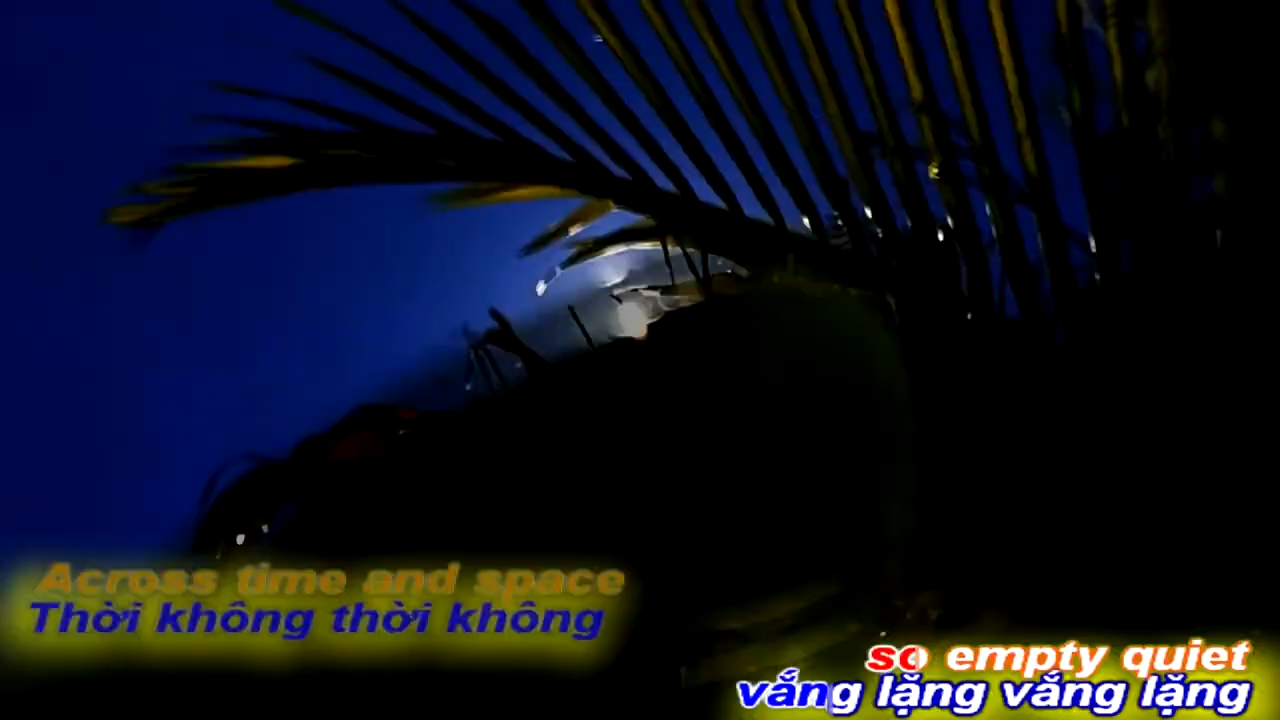 Across time and space
Thời không thời không
so empty quiet
vắng lặng vắng lặng